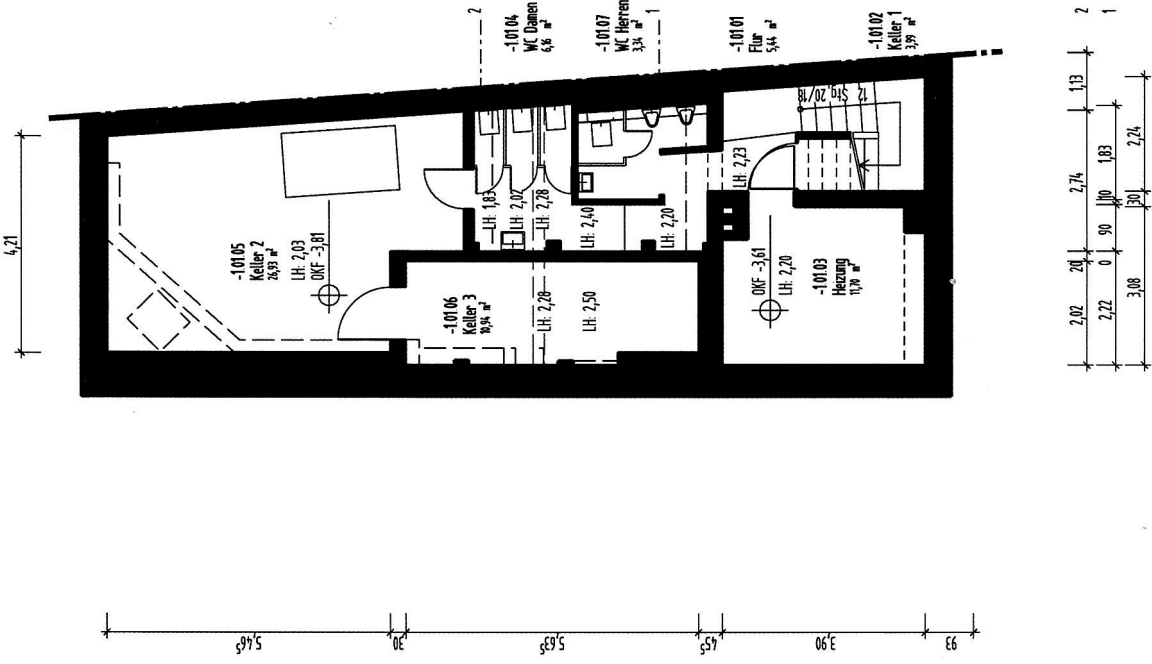 2
-1.01.04
WC Damen
6,16 m²
-1.01.07
WC Herren
3,34 m²
1
-1.01.01
Flur
5,44 m²
-1.01.02
Keller 1
3,99 m²
2
1
12 Stg. 20/18
4,21
-1.01.05
Keller 2
26,93 m²
LH: 2,03
OKF -3,81
LH: 1,83
LH: 2,02
LH: 2,28
LH: 2,40
LH: 2,20
LH: 2,23
-1.01.06
Keller 3
10,94 m²
LH: 2,28
LH: 2,50
OKF -3,61
LH: 2,20
-1.01.03
Heizung
11,70 m²
1,13
2,74
20
2,02
1,83
10
90
0
2,22
2,24
30
3,08
5,46⁵
30
5,63⁵
45⁵
3,90
93